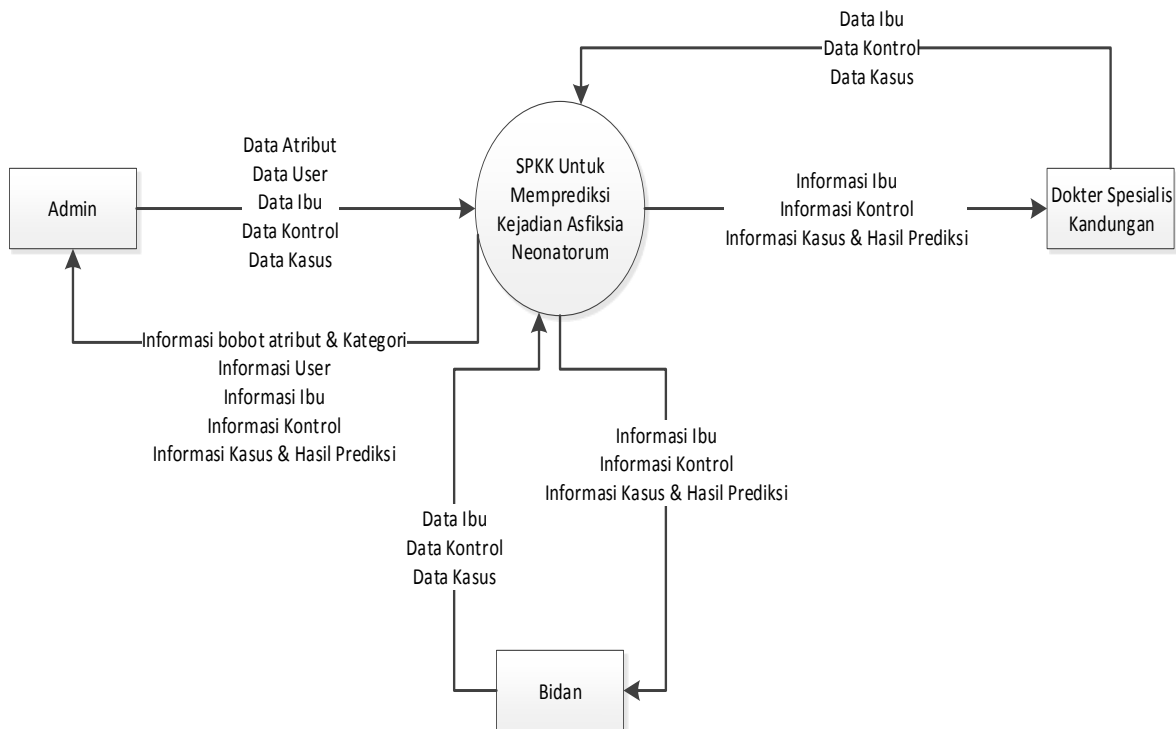 Data Ibu
Data Kontrol
Data Kasus
Data Atribut
Data User
Data Ibu
Data Kontrol
Data Kasus
Admin
SPKK Untuk
Memprediksi
Kejadian Asfiksia
Neonatorum
Informasi Ibu
Informasi Kontrol
Informasi Kasus & Hasil Prediksi
Dokter Spesialis
Kandungan
Informasi bobot atribut & Kategori
Informasi User
Informasi Ibu
Informasi Kontrol
Informasi Kasus & Hasil Prediksi
Informasi Ibu
Informasi Kontrol
Informasi Kasus & Hasil Prediksi
Data Ibu
Data Kontrol
Data Kasus
Bidan